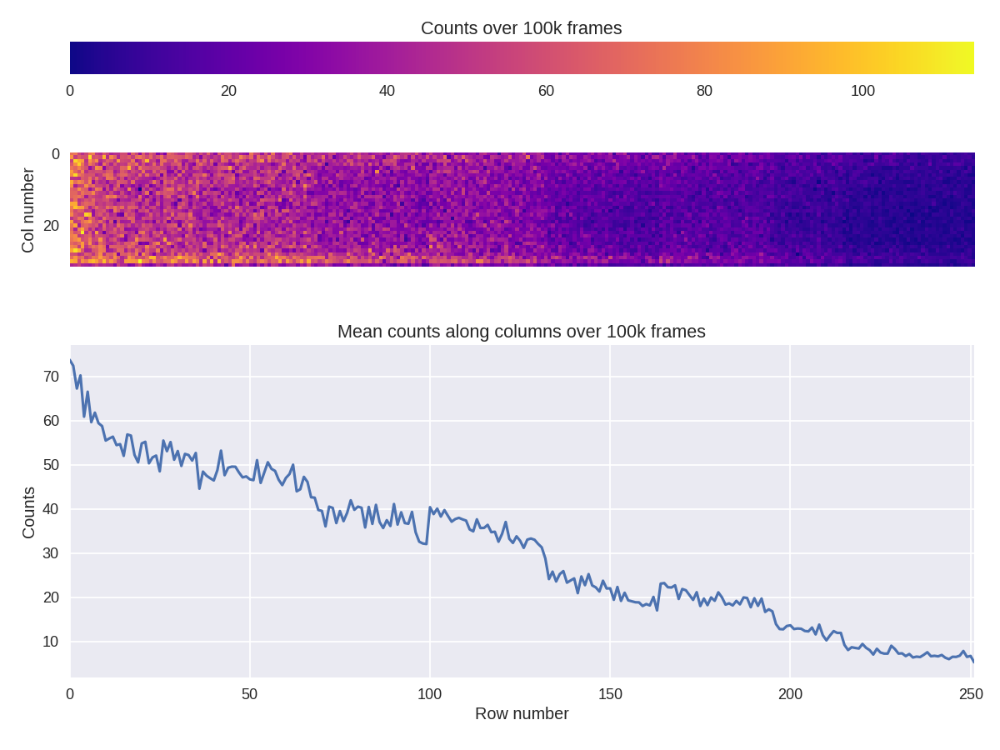 Counts over 100k frames
0 20 40 60 80 100
0
20
Col number
Mean counts along columns over 100k frames
70
60
50
40
30
20
10
Counts
0 50 100 150 200 250
Row number